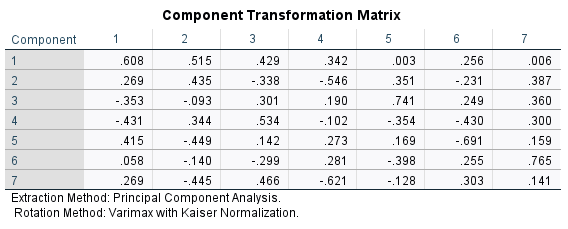 Component Transformation Matrix
Component 1 2 3 4 5 6 7
1 .608 .515 .429 .342 .003 .256 .006
2 .269 .435 -.338 -.546 .351 -.231 .387
3 -.353 -.093 .301 .190 .741 .249 .360
4 -.431 .344 .534 -.102 -.354 -.430 .300
5 .415 -.449 .142 .273 .169 -.691 .159
6 .058 -.140 -.299 .281 -.398 .255 .765
7 .269 -.445 .466 -.621 -.128 .303 .141
Extraction Method: Principal Component Analysis.
Rotation Method: Varimax with Kaiser Normalization.